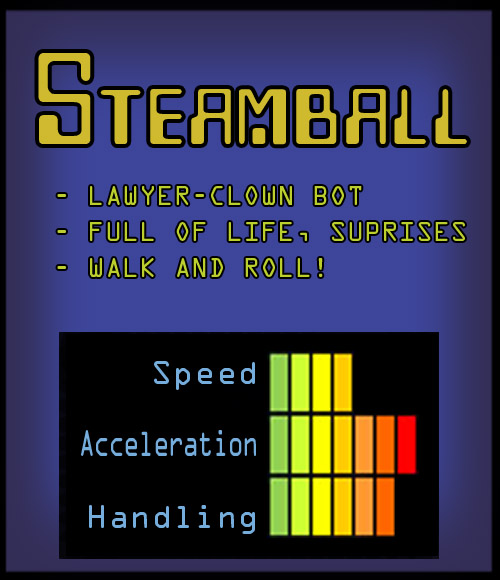 STEAMBALL
- LAWYER-CLOWN BOT
- FULL OF LIFE, SUPRISES
- WALK AND ROLL!
Speed
Acceleration
Handling